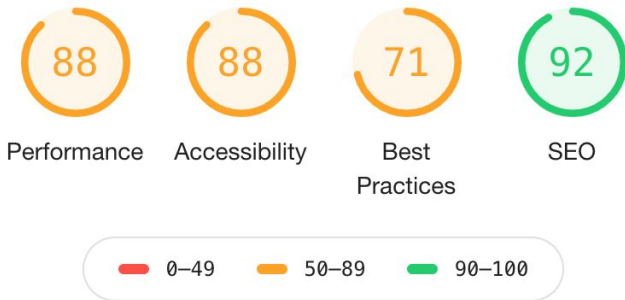 88 88 71 92
Performance Accessibility Best Practices SEO
0–49 50–89 90–100